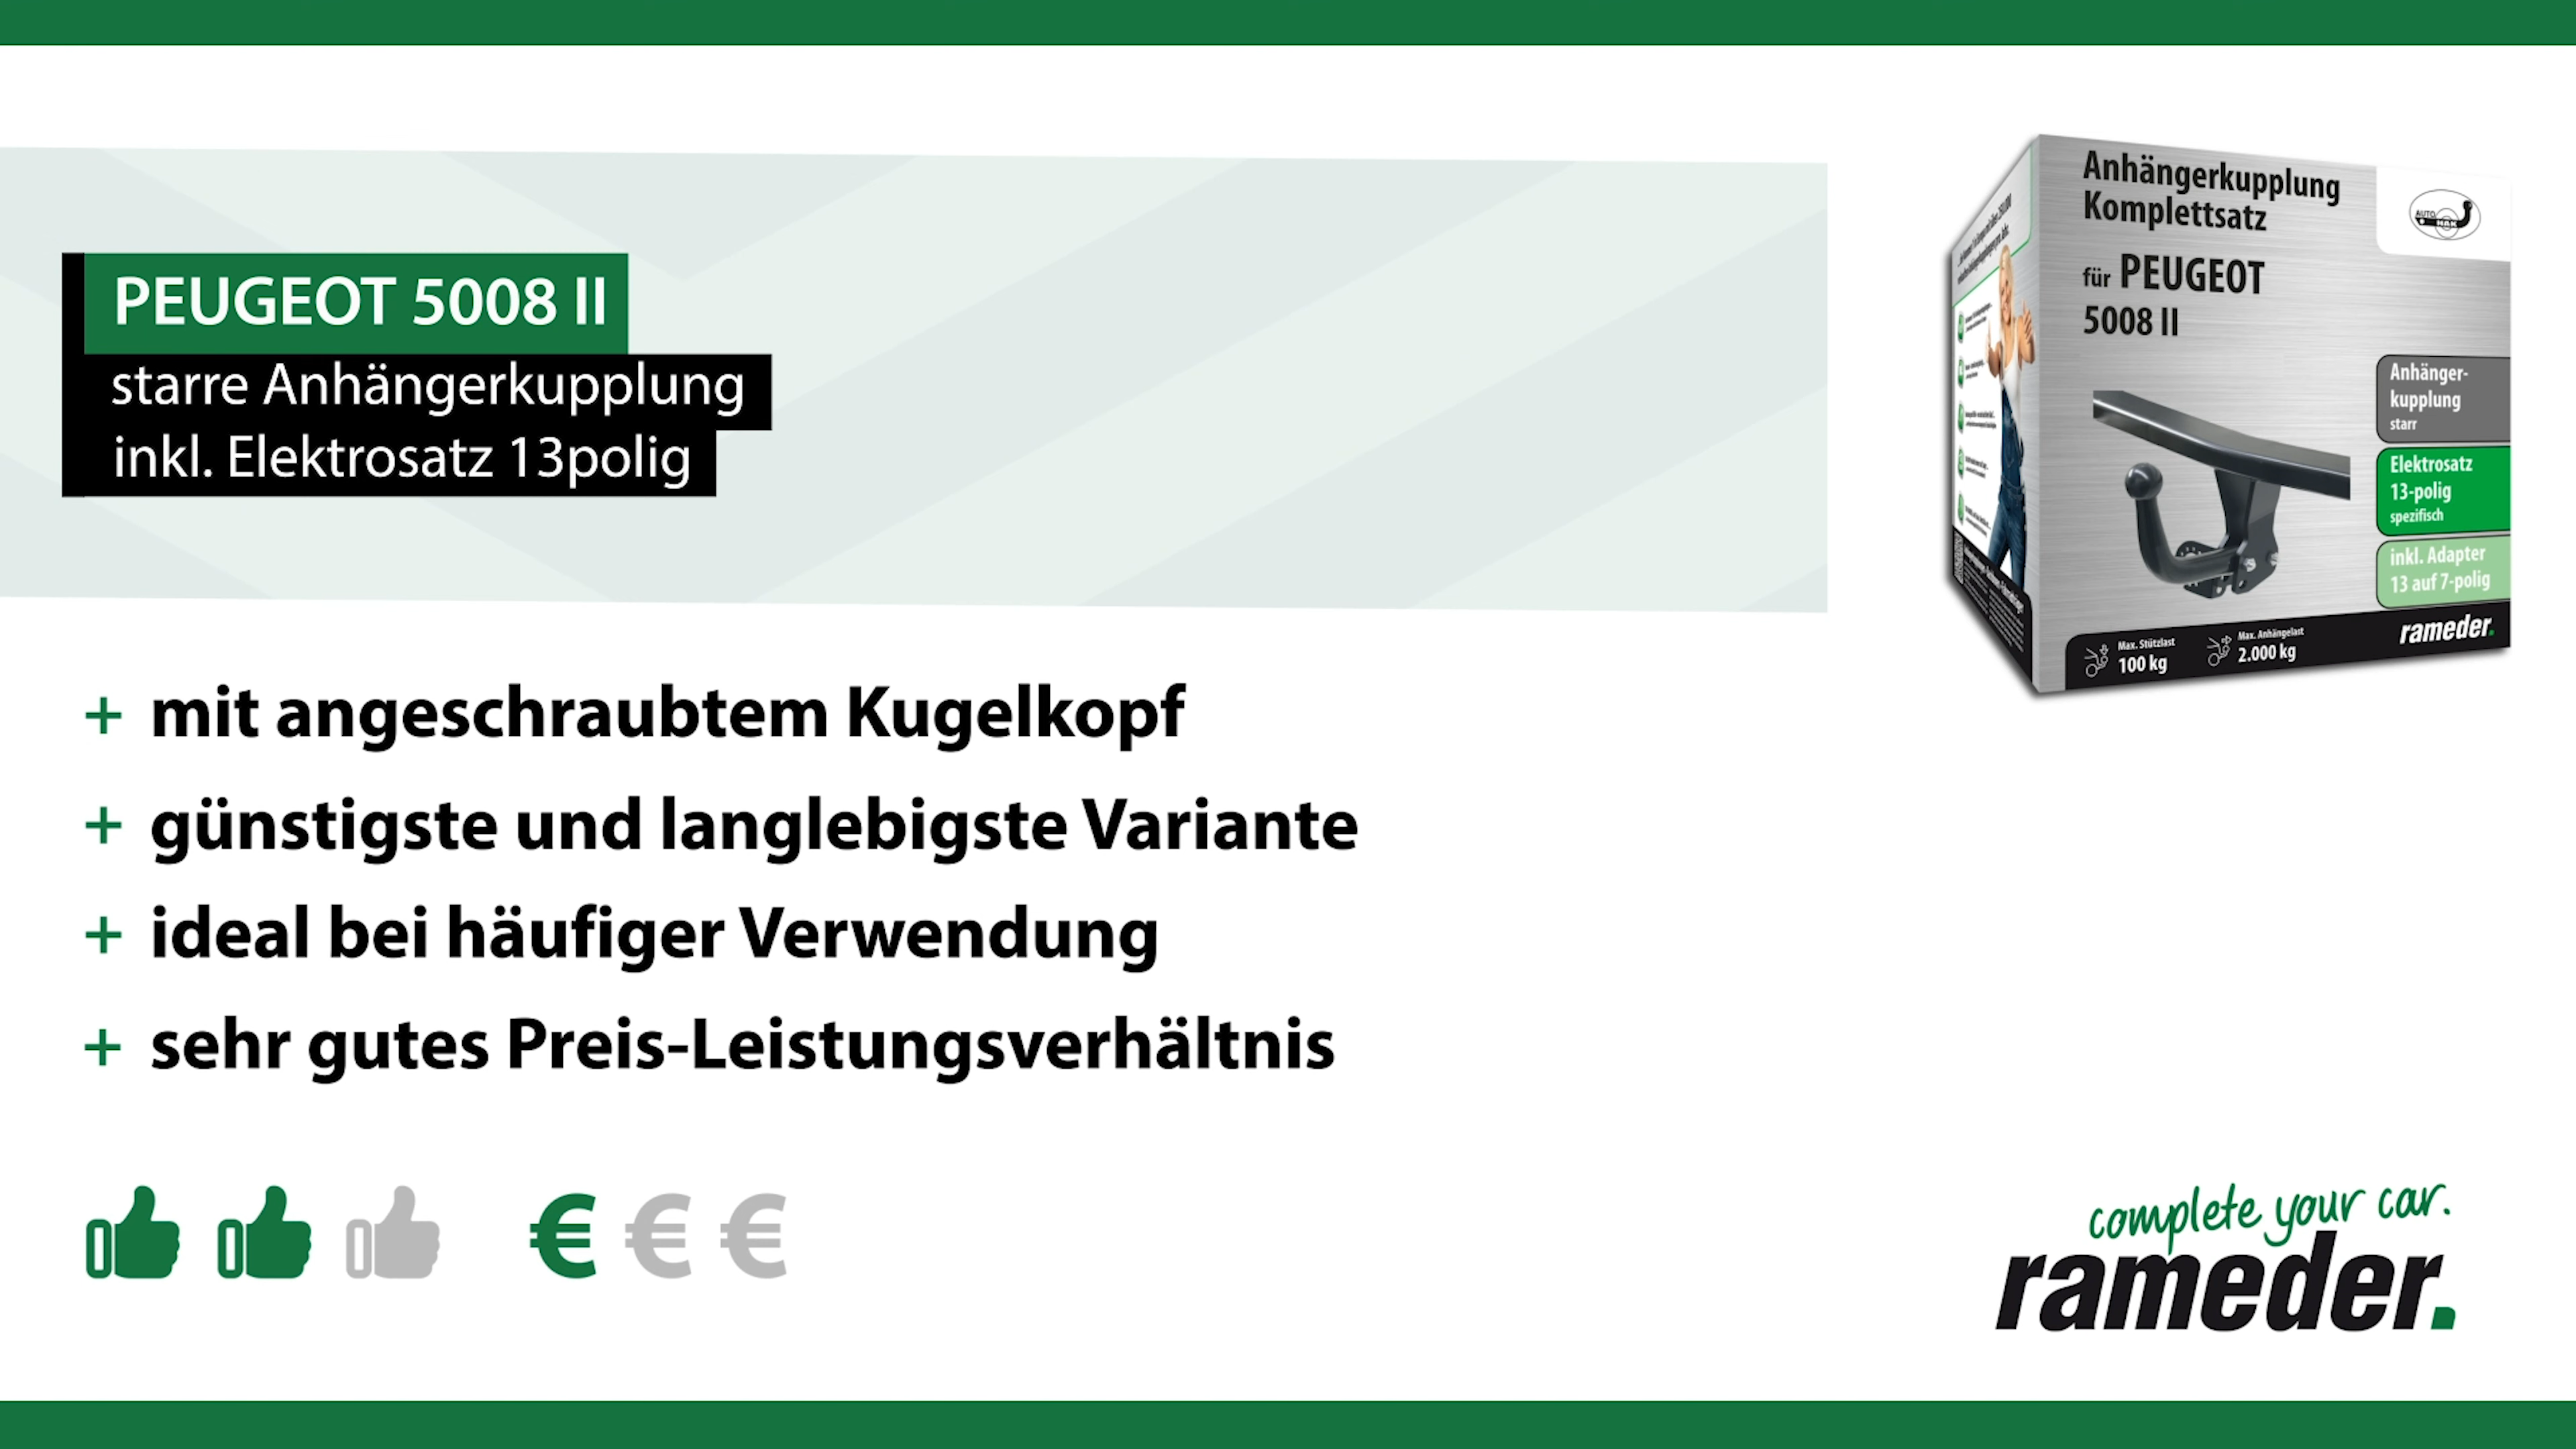 PEUGEOT 5008 II
starre Anhängerkupplung
inkl. Elektrosatz 13polig
Anhängerkupplung
Komplettsatz
für PEUGEOT
5008 II
AUTO
HAK
Anhänger-
kupplung
starr
Elektrosatz
13-polig
spezifisch
inkl. Adapter
13 auf 7-polig
Max. Stützlast
100 kg
Max. Anhängelast
2.000 kg
rameder.
+ mit angeschraubtem Kugelkopf
+ günstigste und langlebigste Variante
+ ideal bei häufiger Verwendung
+ sehr gutes Preis-Leistungsverhältnis
€ € €
complete your car.
rameder.